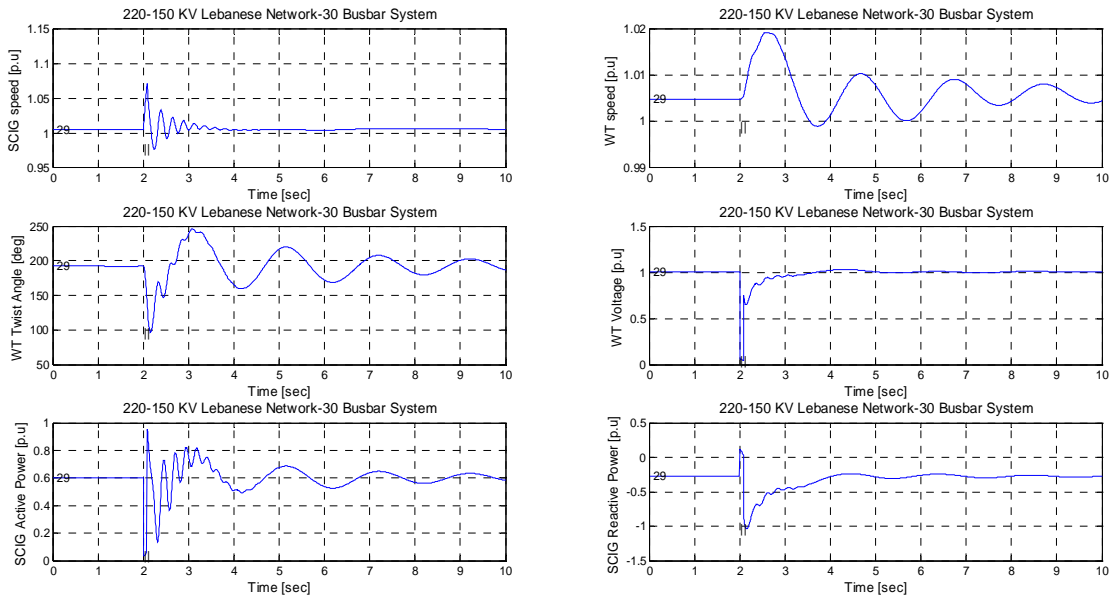 220-150 KV Lebanese Network-30 Busbar System
SCIG speed [p.u]
1.15
1.1
1.05
1
0.95
29
0 1 2 3 4 5 6 7 8 9 10
Time [sec]
220-150 KV Lebanese Network-30 Busbar System
WT speed [p.u]
1.02
1.01
1
0.99
29
0 1 2 3 4 5 6 7 8 9 10
Time [sec]
220-150 KV Lebanese Network-30 Busbar System
WT Twist Angle [deg]
250
200
150
100
50
29
0 1 2 3 4 5 6 7 8 9 10
Time [sec]
220-150 KV Lebanese Network-30 Busbar System
WT Voltage [p.u]
1.5
1
0.5
0
29
0 1 2 3 4 5 6 7 8 9 10
Time [sec]
220-150 KV Lebanese Network-30 Busbar System
SCIG Active Power [p.u]
1
0.8
0.6
0.4
0.2
0
29
0 1 2 3 4 5 6 7 8 9 10
Time [sec]
220-150 KV Lebanese Network-30 Busbar System
SCIG Reactive Power [p.u]
0.5
0
-0.5
-1
-1.5
29
0 1 2 3 4 5 6 7 8 9 10
Time [sec]